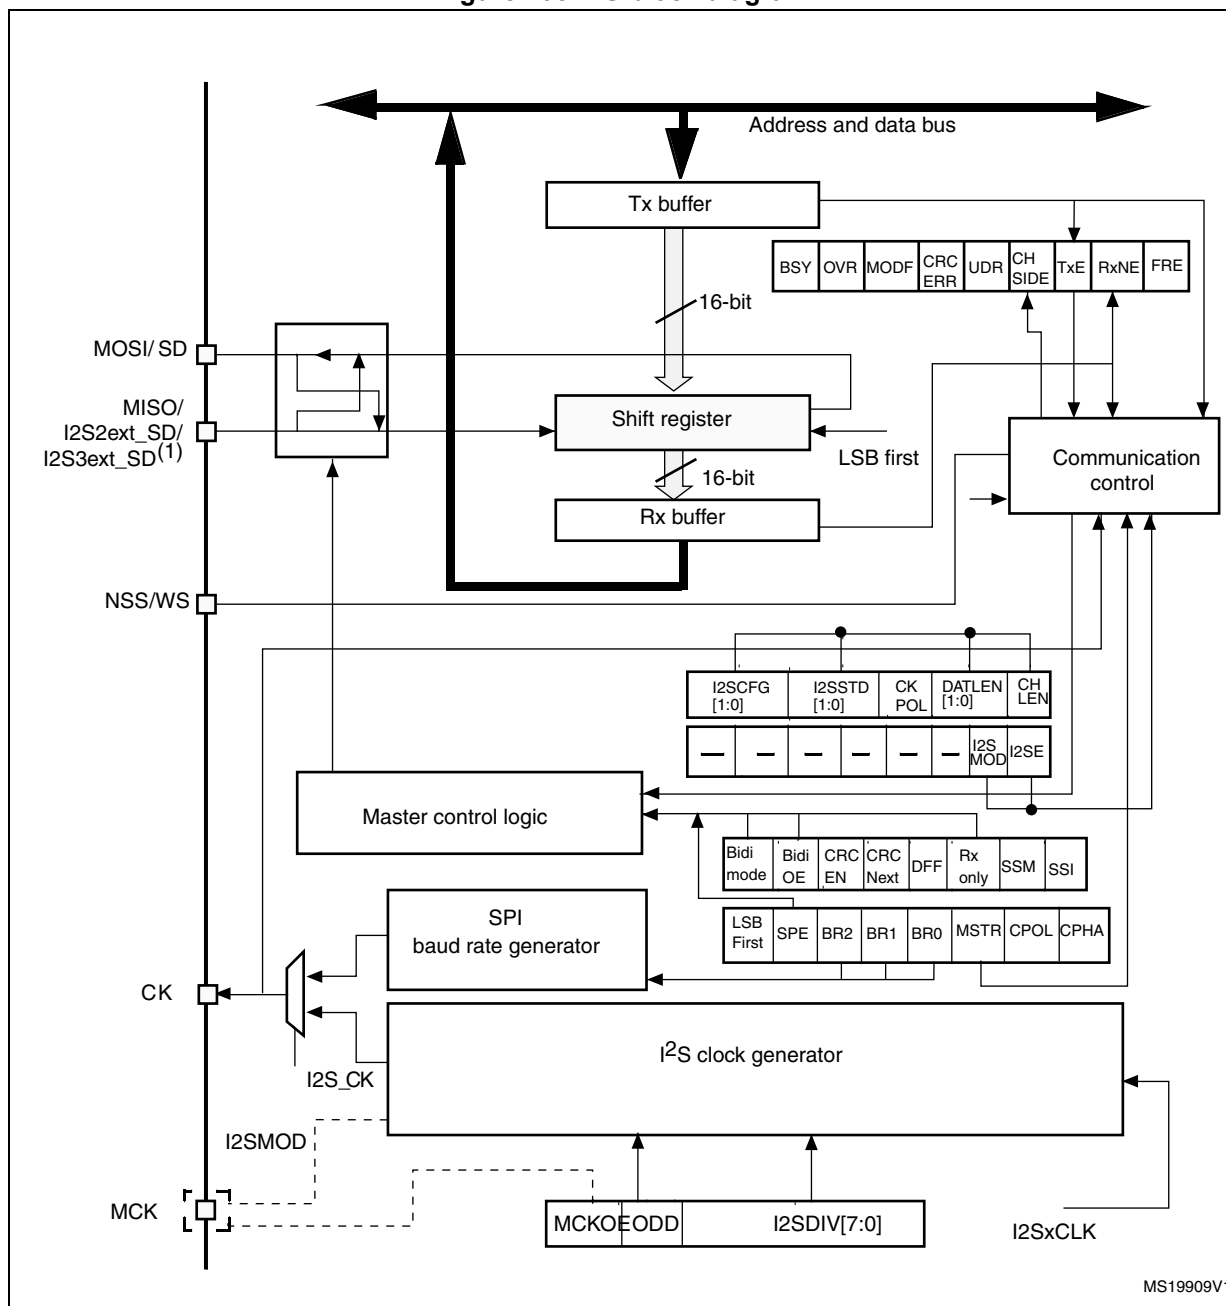 Address and data bus
Tx buffer
BSY OVR MODF CRC ERR UDR CH SIDE TxE RxNE FRE
16-bit
MOSI/ SD
MISO/
I2S2ext_SD/
I2S3ext_SD(1)
Shift register
LSB first
Communication
control
16-bit
Rx buffer
NSS/WS
I2SCFG [1:0] I2SSTD [1:0] CK POL DATLEN [1:0] CH LEN
— — — — — — I2S MOD I2SE
Master control logic
Bidi mode Bidi OE CRC EN CRC Next DFF Rx only SSM SSI
LSB First SPE BR2 BR1 BR0 MSTR CPOL CPHA
SPI
baud rate generator
CK
I2S clock generator
I2S_CK
I2SMOD
MCK
MCKOE ODD I2SDIV[7:0]
I2SxCLK
MS19909V1